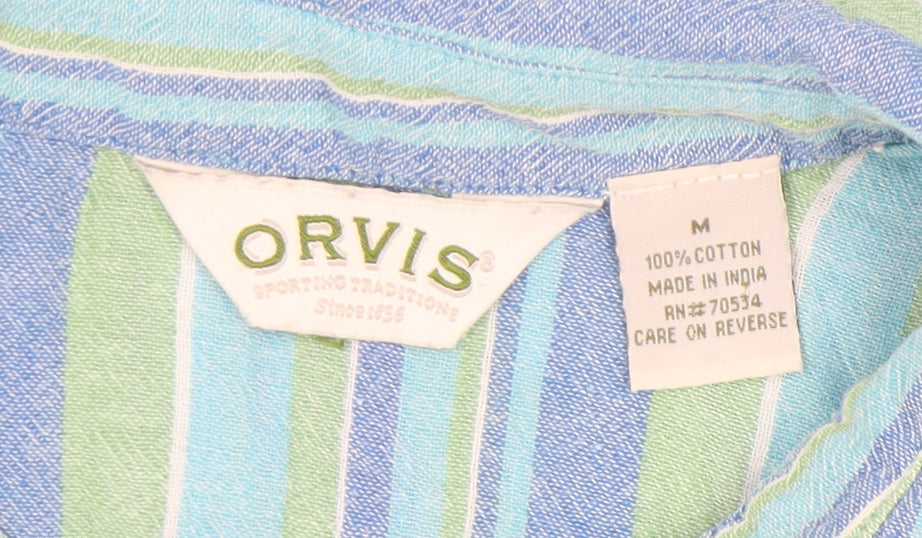 ORVIS®
SPORTING TRADITIONS
Since 1856
M
100% COTTON
MADE IN INDIA
RN# 70534
CARE ON REVERSE